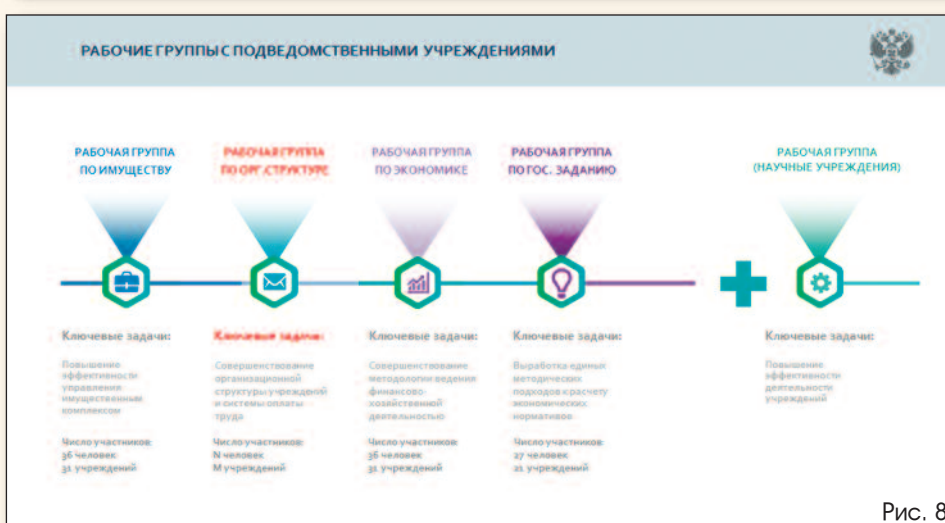 РАБОЧИЕ ГРУППЫ С ПОДВЕДОМСТВЕННЫМИ УЧРЕЖДЕНИЯМИ
РАБОЧАЯ ГРУППА
ПО ИМУЩЕСТВУ
РАБОЧАЯ ГРУППА
ПО ОРГ.СТРУКТУРЕ
РАБОЧАЯ ГРУППА
ПО ЭКОНОМИКЕ
РАБОЧАЯ ГРУППА
ПО ГОС. ЗАДАНИЮ
РАБОЧАЯ ГРУППА
(НАУЧНЫЕ УЧРЕЖДЕНИЯ)
Ключевые задачи:
Повышение
эффективности
управления
имущественным
комплексом
Число участников:
36 человек
31 учреждений
Ключевые задачи:
Совершенствование
организационной
структуры учреждений
и системы оплаты
труда
Число участников:
N человек
M учреждений
Ключевые задачи:
Совершенствование
методологии ведения
финансово-
хозяйственной
деятельностью
Число участников:
36 человек
31 учреждений
Ключевые задачи:
Выработка единых
методических
подходов к расчету
экономических
нормативов
Число участников:
27 человек
21 учреждений
Ключевые задачи:
Повышение
эффективности
деятельности
учреждений
Рис. 8